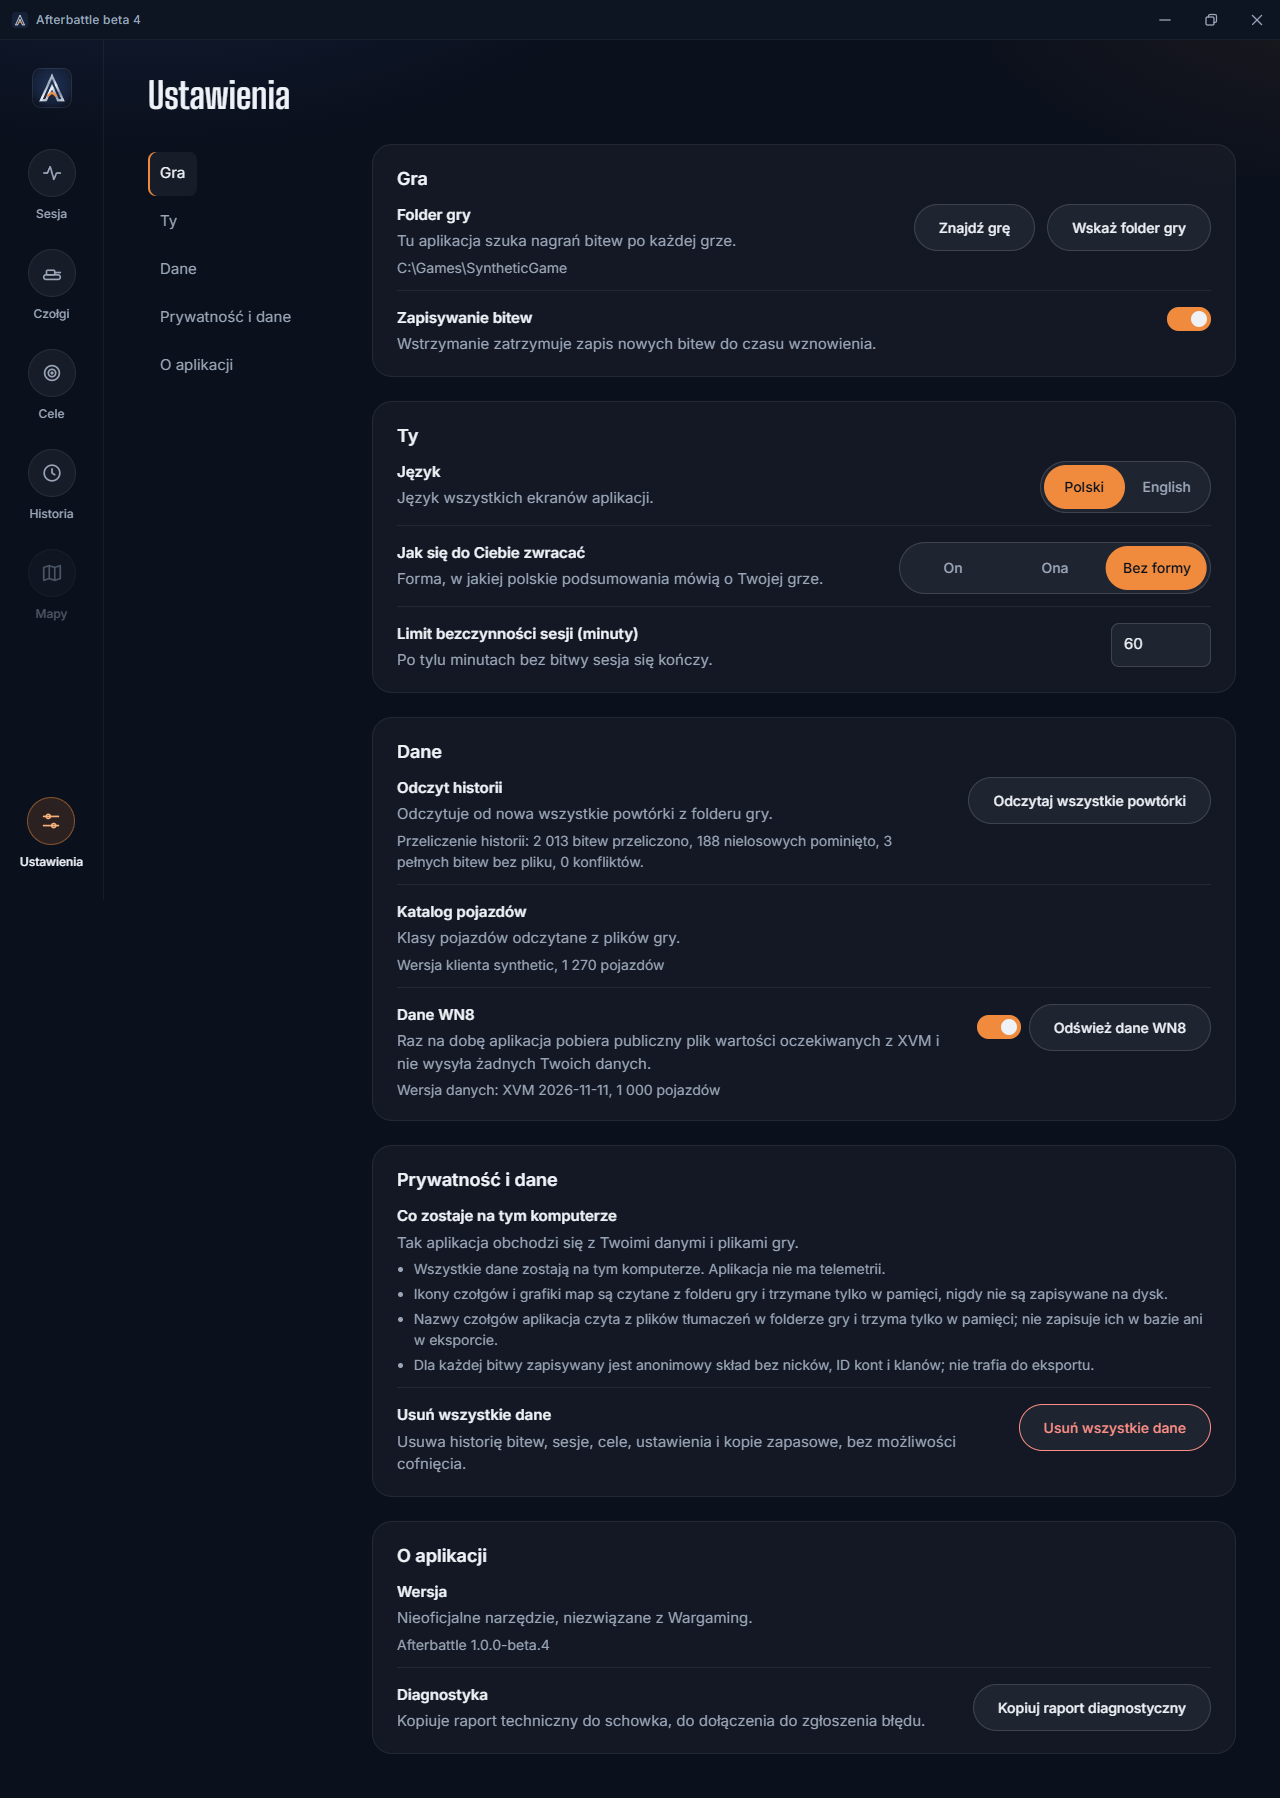 Afterbattle beta 4
Ustawienia
Sesja
Czołgi
Cele
Historia
Mapy
Ustawienia
Gra
Ty
Dane
Prywatność i dane
O aplikacji
Gra
Folder gry
Tu aplikacja szuka nagrań bitew po każdej grze.
C:\Games\SyntheticGame
Znajdź grę
Wskaż folder gry
Zapisywanie bitew
Wstrzymanie zatrzymuje zapis nowych bitew do czasu wznowienia.
Ty
Język
Język wszystkich ekranów aplikacji.
Polski
English
Jak się do Ciebie zwracać
Forma, w jakiej polskie podsumowania mówią o Twojej grze.
On
Ona
Bez formy
Limit bezczynności sesji (minuty)
Po tylu minutach bez bitwy sesja się kończy.
60
Dane
Odczyt historii
Odczytuje od nowa wszystkie powtórki z folderu gry.
Przeliczenie historii: 2 013 bitew przeliczono, 188 nielosowych pominięto, 3
pełnych bitew bez pliku, 0 konfliktów.
Odczytaj wszystkie powtórki
Katalog pojazdów
Klasy pojazdów odczytane z plików gry.
Wersja klienta synthetic, 1 270 pojazdów
Dane WN8
Raz na dobę aplikacja pobiera publiczny plik wartości oczekiwanych z XVM i
nie wysyła żadnych Twoich danych.
Wersja danych: XVM 2026-11-11, 1 000 pojazdów
Odśwież dane WN8
Prywatność i dane
Co zostaje na tym komputerze
Tak aplikacja obchodzi się z Twoimi danymi i plikami gry.
• Wszystkie dane zostają na tym komputerze. Aplikacja nie ma telemetrii.
• Ikony czołgów i grafiki map są czytane z folderu gry i trzymane tylko w pamięci, nigdy nie są zapisywane na dysk.
• Nazwy czołgów aplikacja czyta z plików tłumaczeń w folderze gry i trzyma tylko w pamięci; nie zapisuje ich w bazie ani
w eksporcie.
• Dla każdej bitwy zapisywany jest anonimowy skład bez nicków, ID kont i klanów; nie trafia do eksportu.
Usuń wszystkie dane
Usuwa historię bitew, sesje, cele, ustawienia i kopie zapasowe, bez możliwości
cofnięcia.
Usuń wszystkie dane
O aplikacji
Wersja
Nieoficjalne narzędzie, niezwiązane z Wargaming.
Afterbattle 1.0.0-beta.4
Diagnostyka
Kopiuje raport techniczny do schowka, do dołączenia do zgłoszenia błędu.
Kopiuj raport diagnostyczny